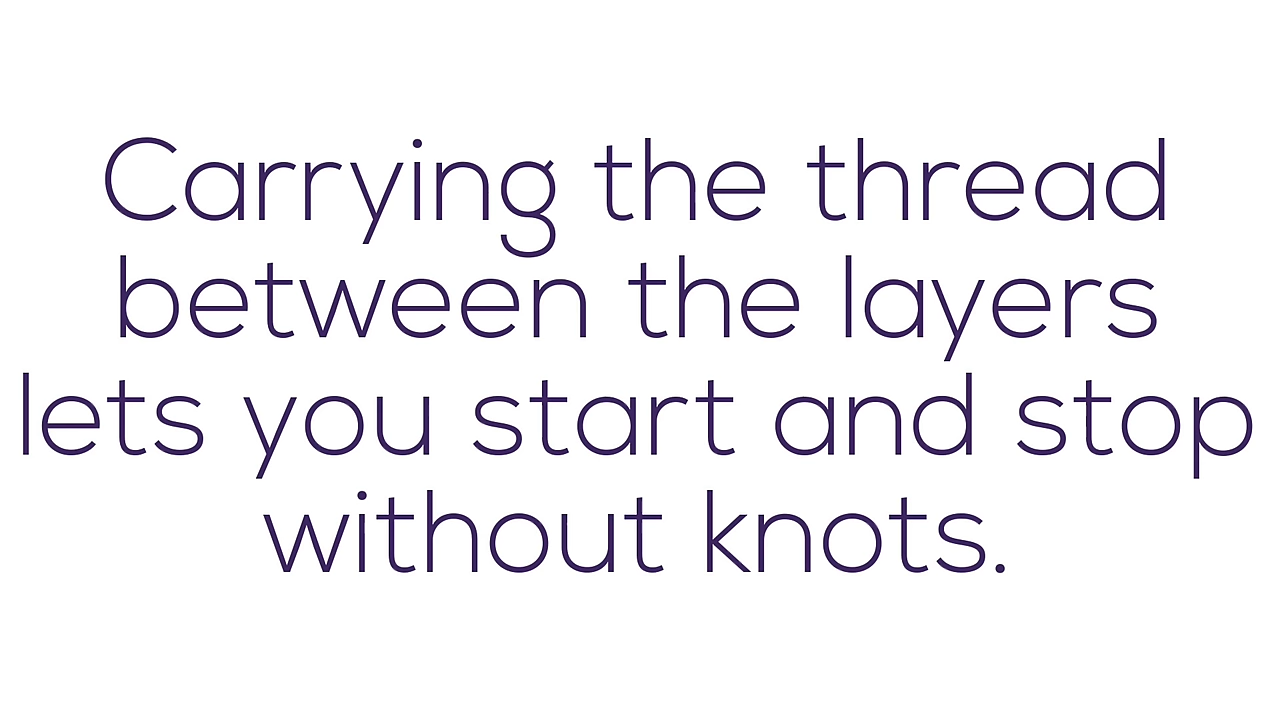 Carrying the thread
between the layers
lets you start and stop
without knots.